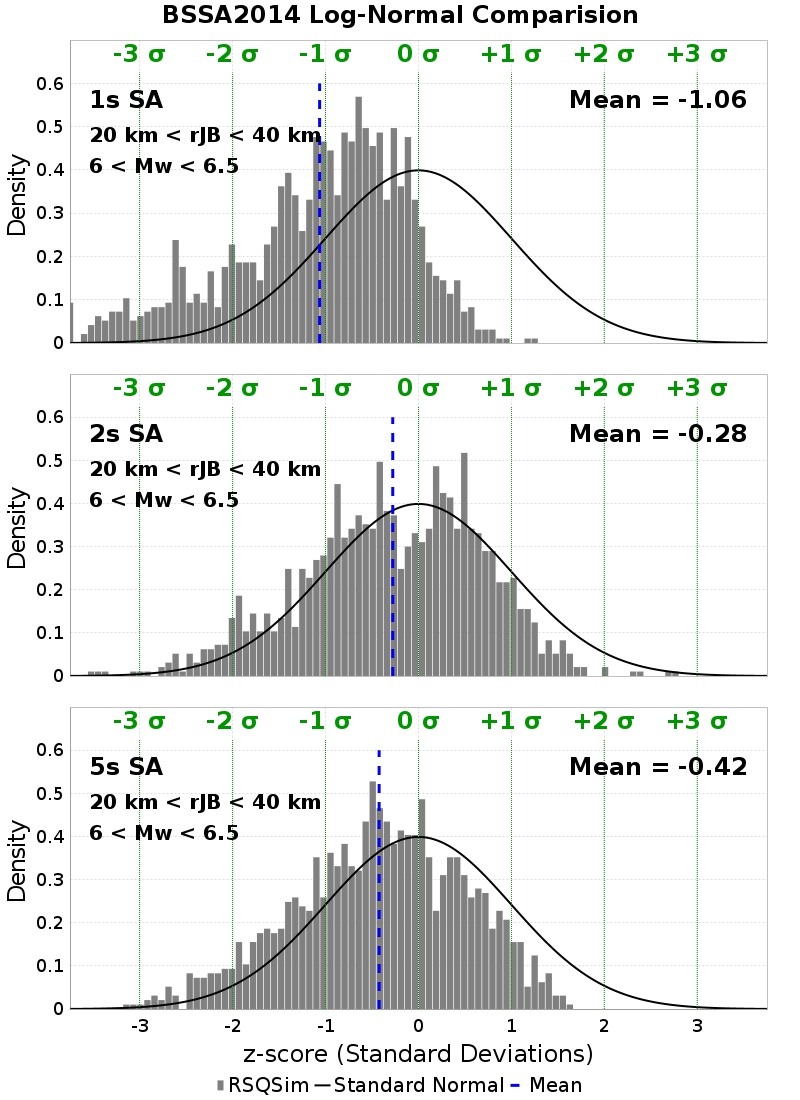 BSSA2014 Log-Normal Comparision
-3 σ -2 σ -1 σ 0 σ +1 σ +2 σ +3 σ
0.6
1s SA Mean = -1.06
0.5
20 km < rJB < 40 km
6 < Mw < 6.5
0.4
Density
0.3
0.2
0.1
0
-3 σ -2 σ -1 σ 0 σ +1 σ +2 σ +3 σ
0.6
2s SA Mean = -0.28
0.5
20 km < rJB < 40 km
6 < Mw < 6.5
0.4
Density
0.3
0.2
0.1
0
-3 σ -2 σ -1 σ 0 σ +1 σ +2 σ +3 σ
0.6
5s SA Mean = -0.42
0.5
20 km < rJB < 40 km
6 < Mw < 6.5
0.4
Density
0.3
0.2
0.1
0
-3 -2 -1 0 1 2 3
z-score (Standard Deviations)
RSQSim Standard Normal Mean